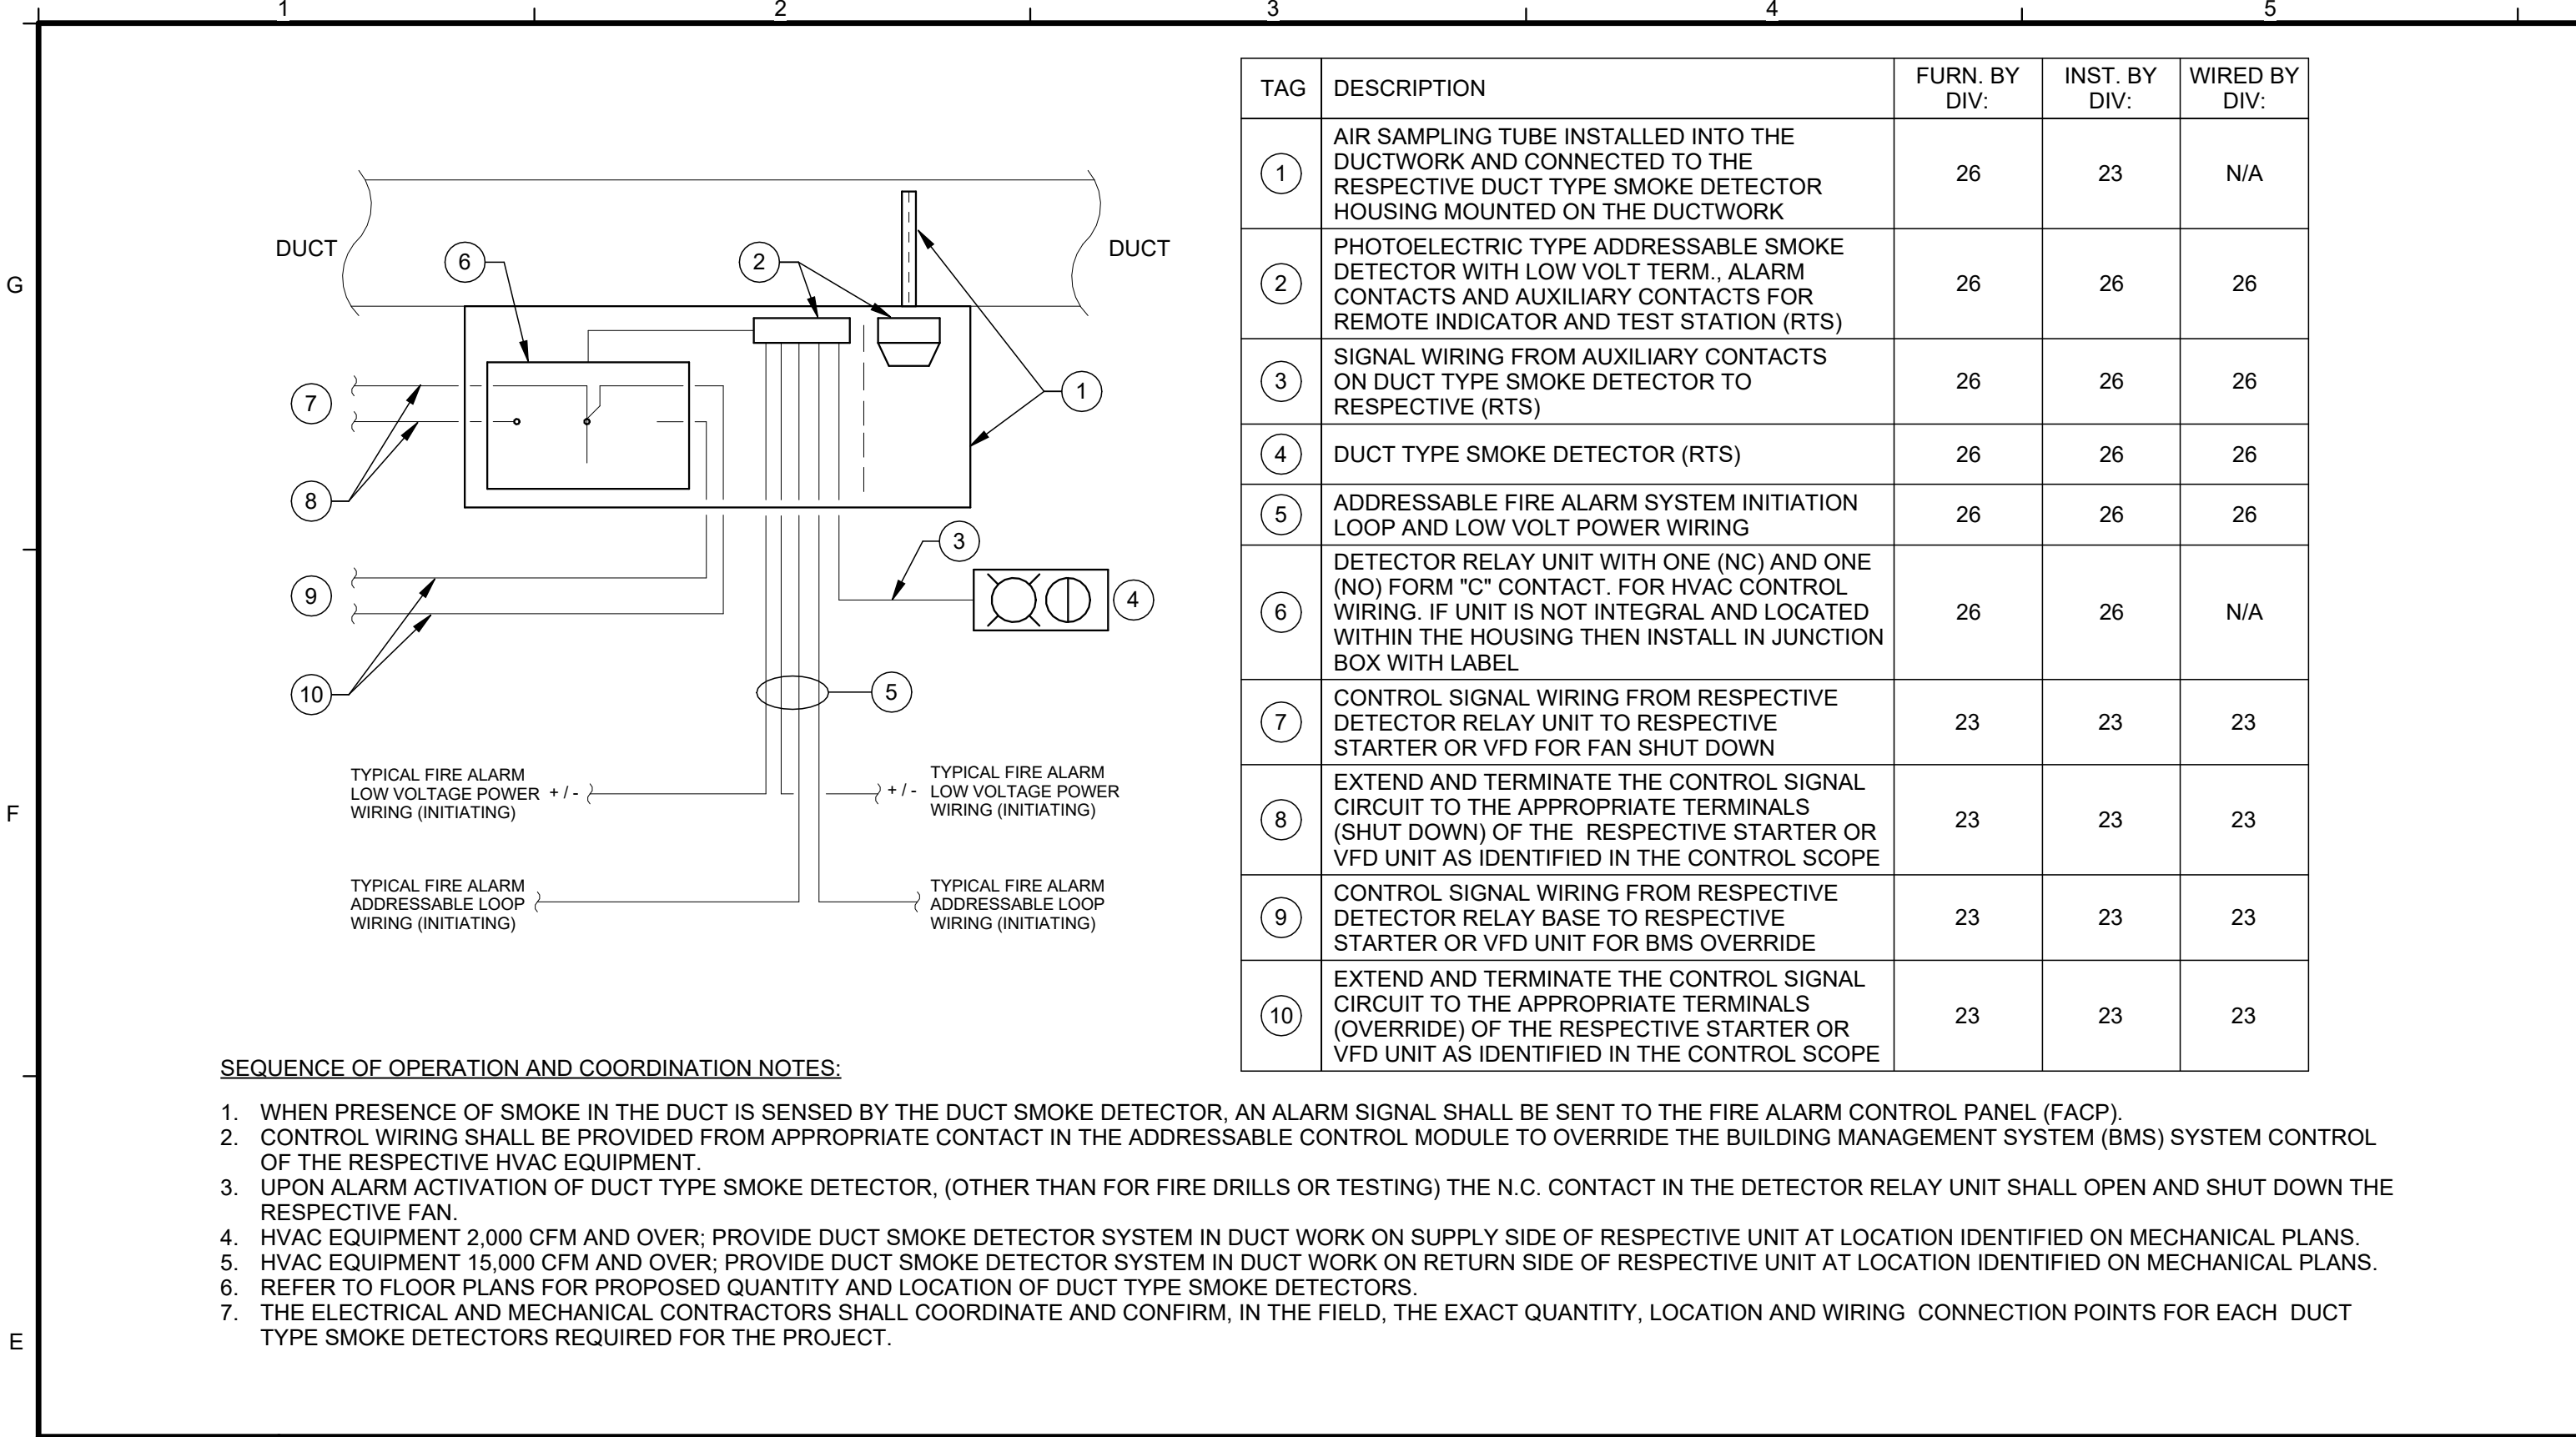 1 2 3 4 5
G
F
E
DUCT
DUCT
6
2
7
1
8
3
9
4
10
5
TYPICAL FIRE ALARM
LOW VOLTAGE POWER + / -
WIRING (INITIATING)
TYPICAL FIRE ALARM
+ / - LOW VOLTAGE POWER
WIRING (INITIATING)
TYPICAL FIRE ALARM
ADDRESSABLE LOOP
WIRING (INITIATING)
TYPICAL FIRE ALARM
ADDRESSABLE LOOP
WIRING (INITIATING)
TAG DESCRIPTION FURN. BY DIV: INST. BY DIV: WIRED BY DIV:
1 AIR SAMPLING TUBE INSTALLED INTO THE
DUCTWORK AND CONNECTED TO THE
RESPECTIVE DUCT TYPE SMOKE DETECTOR
HOUSING MOUNTED ON THE DUCTWORK
26 23 N/A
2 PHOTOELECTRIC TYPE ADDRESSABLE SMOKE
DETECTOR WITH LOW VOLT TERM., ALARM
CONTACTS AND AUXILIARY CONTACTS FOR
REMOTE INDICATOR AND TEST STATION (RTS)
26 26 26
3 SIGNAL WIRING FROM AUXILIARY CONTACTS
ON DUCT TYPE SMOKE DETECTOR TO
RESPECTIVE (RTS)
26 26 26
4 DUCT TYPE SMOKE DETECTOR (RTS) 26 26 26
5 ADDRESSABLE FIRE ALARM SYSTEM INITIATION
LOOP AND LOW VOLT POWER WIRING
26 26 26
6 DETECTOR RELAY UNIT WITH ONE (NC) AND ONE
(NO) FORM "C" CONTACT. FOR HVAC CONTROL
WIRING. IF UNIT IS NOT INTEGRAL AND LOCATED
WITHIN THE HOUSING THEN INSTALL IN JUNCTION
BOX WITH LABEL
26 26 N/A
7 CONTROL SIGNAL WIRING FROM RESPECTIVE
DETECTOR RELAY UNIT TO RESPECTIVE
STARTER OR VFD FOR FAN SHUT DOWN
23 23 23
8 EXTEND AND TERMINATE THE CONTROL SIGNAL
CIRCUIT TO THE APPROPRIATE TERMINALS
(SHUT DOWN) OF THE RESPECTIVE STARTER OR
VFD UNIT AS IDENTIFIED IN THE CONTROL SCOPE
23 23 23
9 CONTROL SIGNAL WIRING FROM RESPECTIVE
DETECTOR RELAY BASE TO RESPECTIVE
STARTER OR VFD UNIT FOR BMS OVERRIDE
23 23 23
10 EXTEND AND TERMINATE THE CONTROL SIGNAL
CIRCUIT TO THE APPROPRIATE TERMINALS
(OVERRIDE) OF THE RESPECTIVE STARTER OR
VFD UNIT AS IDENTIFIED IN THE CONTROL SCOPE
23 23 23
SEQUENCE OF OPERATION AND COORDINATION NOTES:
1. WHEN PRESENCE OF SMOKE IN THE DUCT IS SENSED BY THE DUCT SMOKE DETECTOR, AN ALARM SIGNAL SHALL BE SENT TO THE FIRE ALARM CONTROL PANEL (FACP).
2. CONTROL WIRING SHALL BE PROVIDED FROM APPROPRIATE CONTACT IN THE ADDRESSABLE CONTROL MODULE TO OVERRIDE THE BUILDING MANAGEMENT SYSTEM (BMS) SYSTEM CONTROL
OF THE RESPECTIVE HVAC EQUIPMENT.
3. UPON ALARM ACTIVATION OF DUCT TYPE SMOKE DETECTOR, (OTHER THAN FOR FIRE DRILLS OR TESTING) THE N.C. CONTACT IN THE DETECTOR RELAY UNIT SHALL OPEN AND SHUT DOWN THE
RESPECTIVE FAN.
4. HVAC EQUIPMENT 2,000 CFM AND OVER; PROVIDE DUCT SMOKE DETECTOR SYSTEM IN DUCT WORK ON SUPPLY SIDE OF RESPECTIVE UNIT AT LOCATION IDENTIFIED ON MECHANICAL PLANS.
5. HVAC EQUIPMENT 15,000 CFM AND OVER; PROVIDE DUCT SMOKE DETECTOR SYSTEM IN DUCT WORK ON RETURN SIDE OF RESPECTIVE UNIT AT LOCATION IDENTIFIED ON MECHANICAL PLANS.
6. REFER TO FLOOR PLANS FOR PROPOSED QUANTITY AND LOCATION OF DUCT TYPE SMOKE DETECTORS.
7. THE ELECTRICAL AND MECHANICAL CONTRACTORS SHALL COORDINATE AND CONFIRM, IN THE FIELD, THE EXACT QUANTITY, LOCATION AND WIRING CONNECTION POINTS FOR EACH DUCT
TYPE SMOKE DETECTORS REQUIRED FOR THE PROJECT.